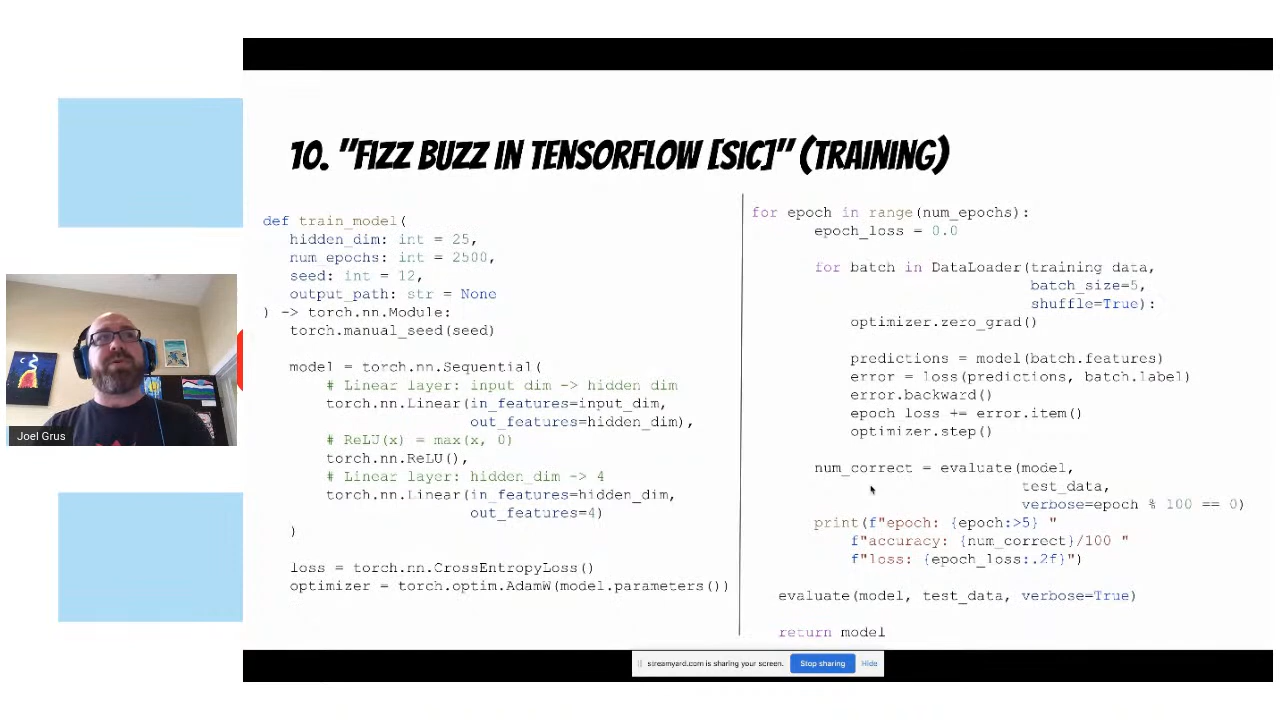 10. "FIZZ BUZZ IN TENSORFLOW [SIC]" (TRAINING)
def train_model(
hidden_dim: int = 25,
num_epochs: int = 2500,
seed: int = 12,
output_path: str = None
) -> torch.nn.Module:
torch.manual_seed(seed)
model = torch.nn.Sequential(
# Linear layer: input_dim -> hidden_dim
torch.nn.Linear(in_features=input_dim,
out_features=hidden_dim),
# ReLU(x) = max(x, 0)
torch.nn.ReLU(),
# Linear layer: hidden_dim -> 4
torch.nn.Linear(in_features=hidden_dim,
out_features=4)
)
loss = torch.nn.CrossEntropyLoss()
optimizer = torch.optim.AdamW(model.parameters())
for epoch in range(num_epochs):
epoch_loss = 0.0
for batch in DataLoader(training_data,
batch_size=5,
shuffle=True):
optimizer.zero_grad()
predictions = model(batch.features)
error = loss(predictions, batch.label)
error.backward()
epoch_loss += error.item()
optimizer.step()
num_correct = evaluate(model,
test_data,
verbose=epoch % 100 == 0)
print(f"epoch: {epoch:>5} "
f"accuracy: {num_correct}/100 "
f"loss: {epoch_loss:.2f}")
evaluate(model, test_data, verbose=True)
return model
Joel Grus
streamyard.com is sharing your screen.
Stop sharing
Hide